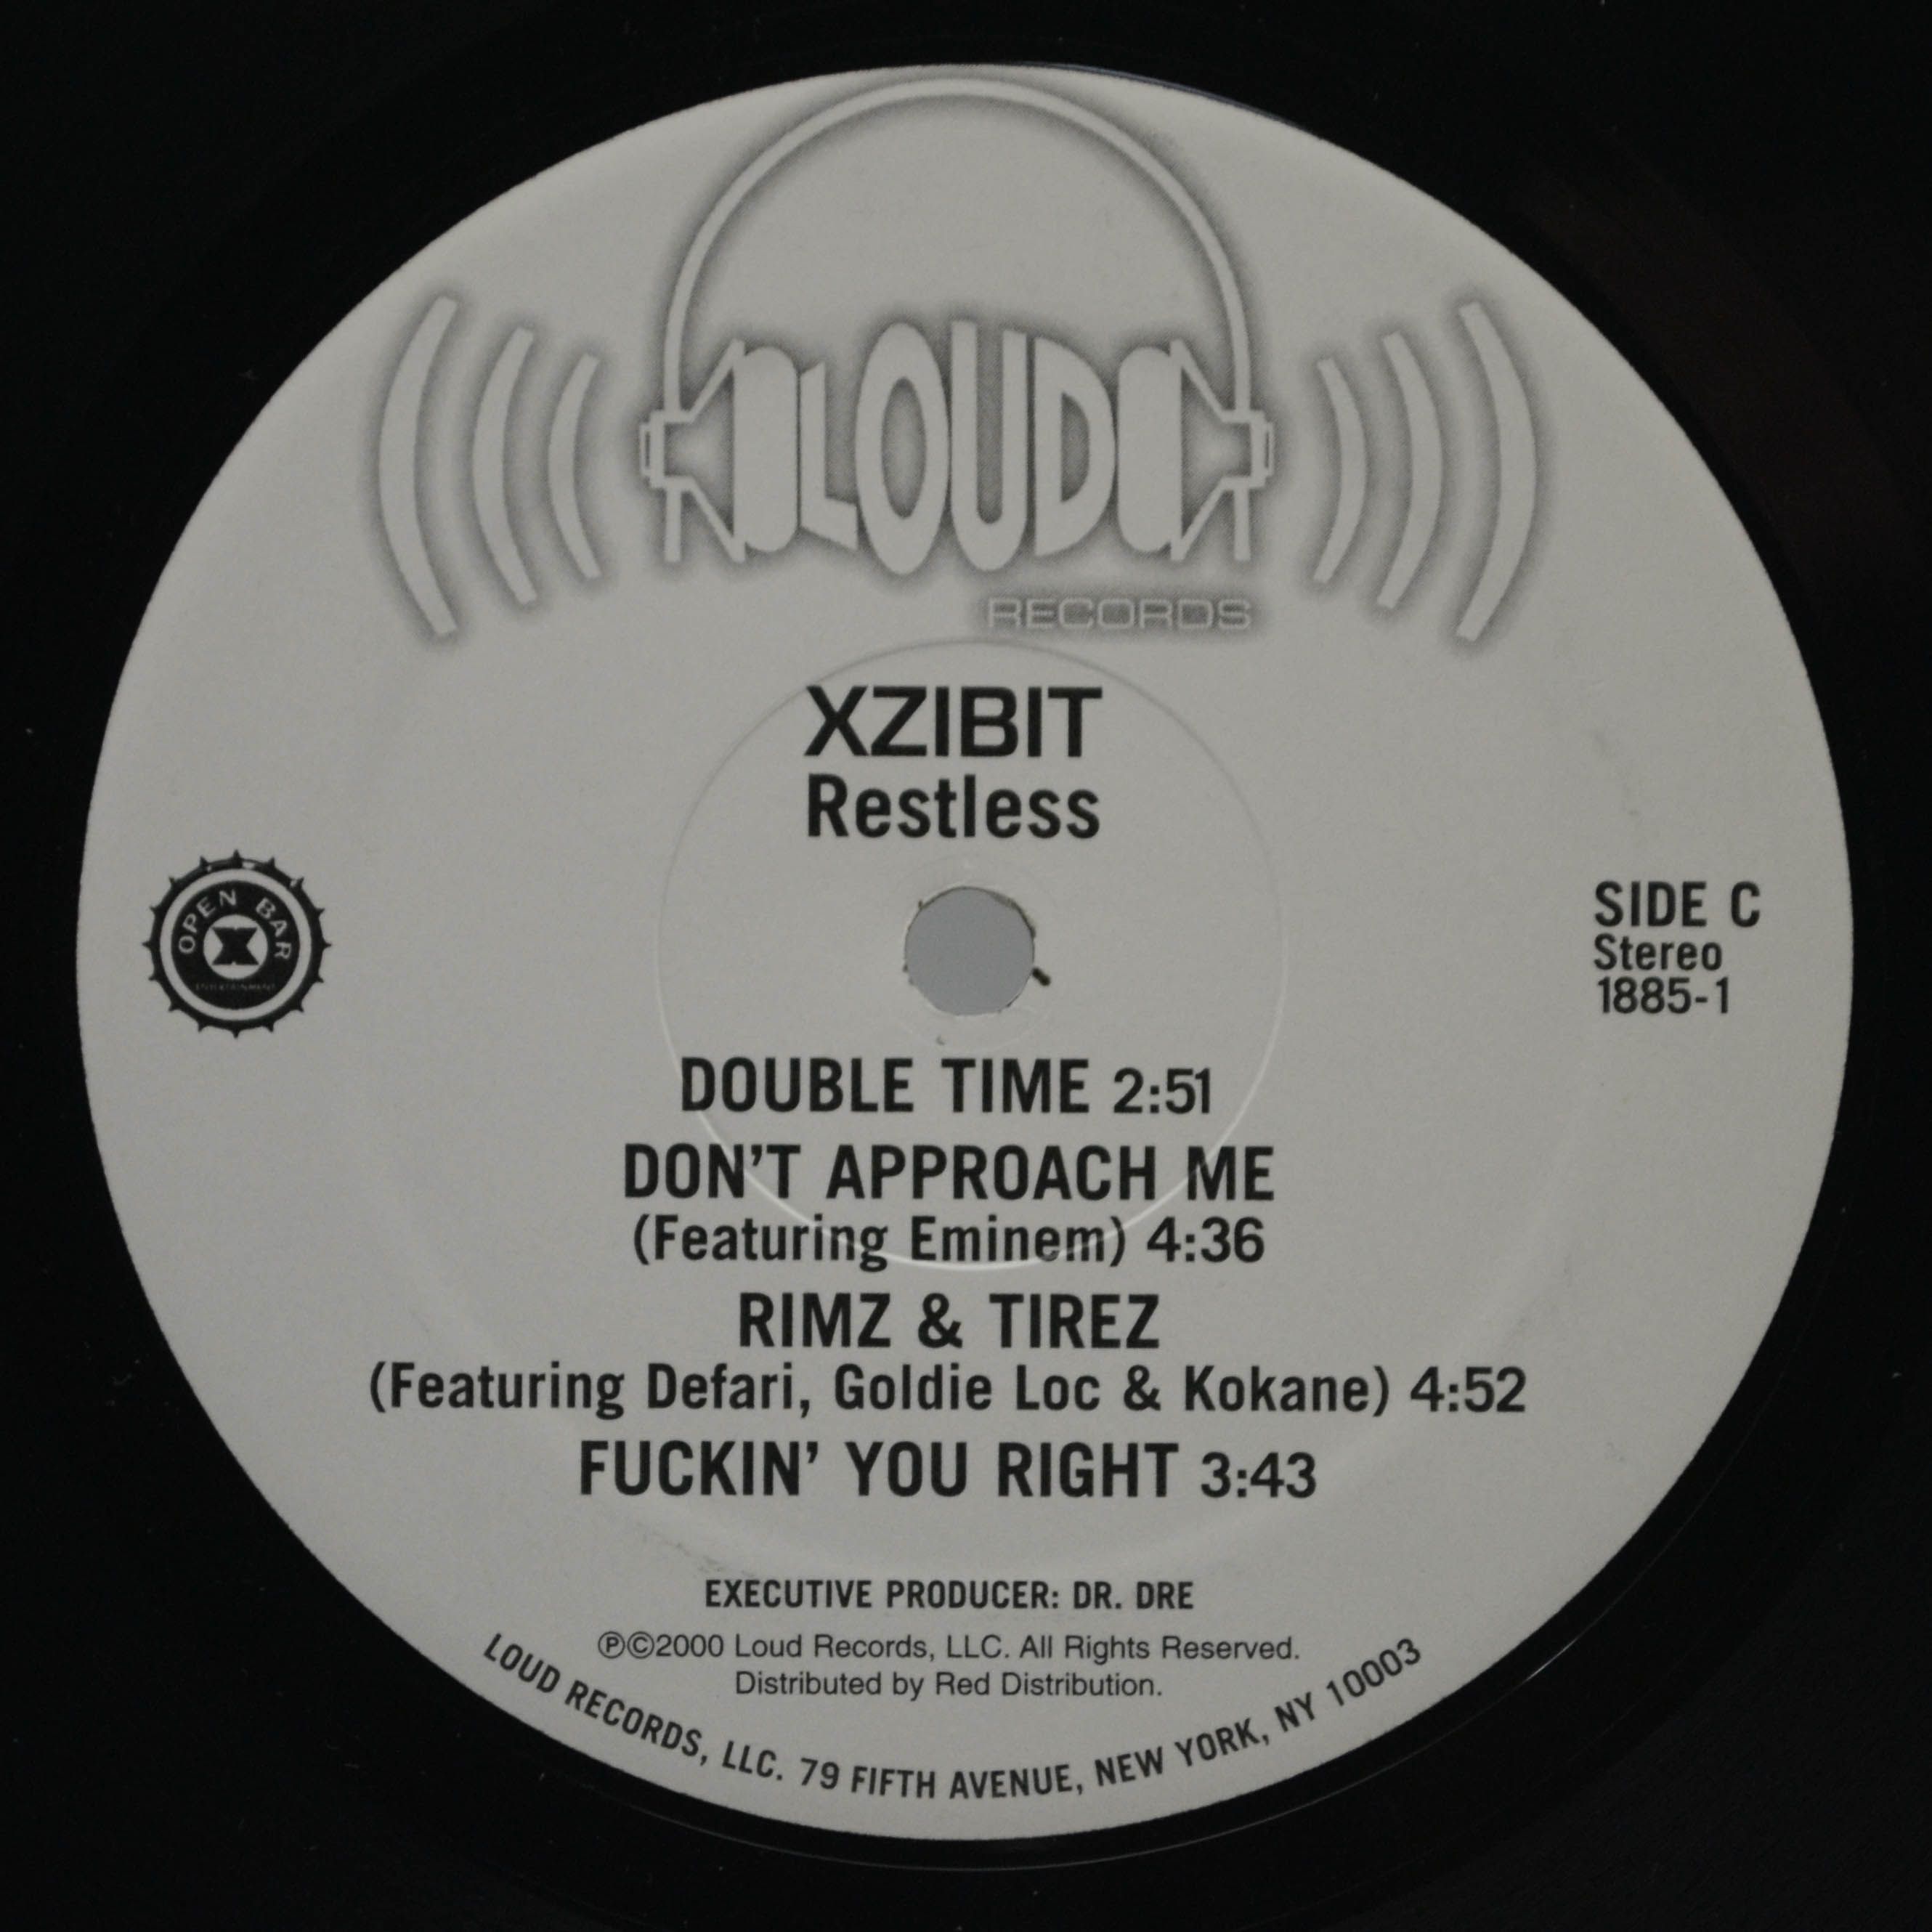 LOUD
RECORDS
XZIBIT
Restless
OPEN BAR
X
ENTERTAINMENT
SIDE C
Stereo
1885-1
DOUBLE TIME 2:51
DON'T APPROACH ME
(Featuring Eminem) 4:36
RIMZ & TIREZ
(Featuring Defari, Goldie Loc & Kokane) 4:52
FUCKIN' YOU RIGHT 3:43
EXECUTIVE PRODUCER: DR. DRE
℗©2000 Loud Records, LLC. All Rights Reserved.
Distributed by Red Distribution.
LOUD RECORDS, LLC. 79 FIFTH AVENUE, NEW YORK, NY 10003